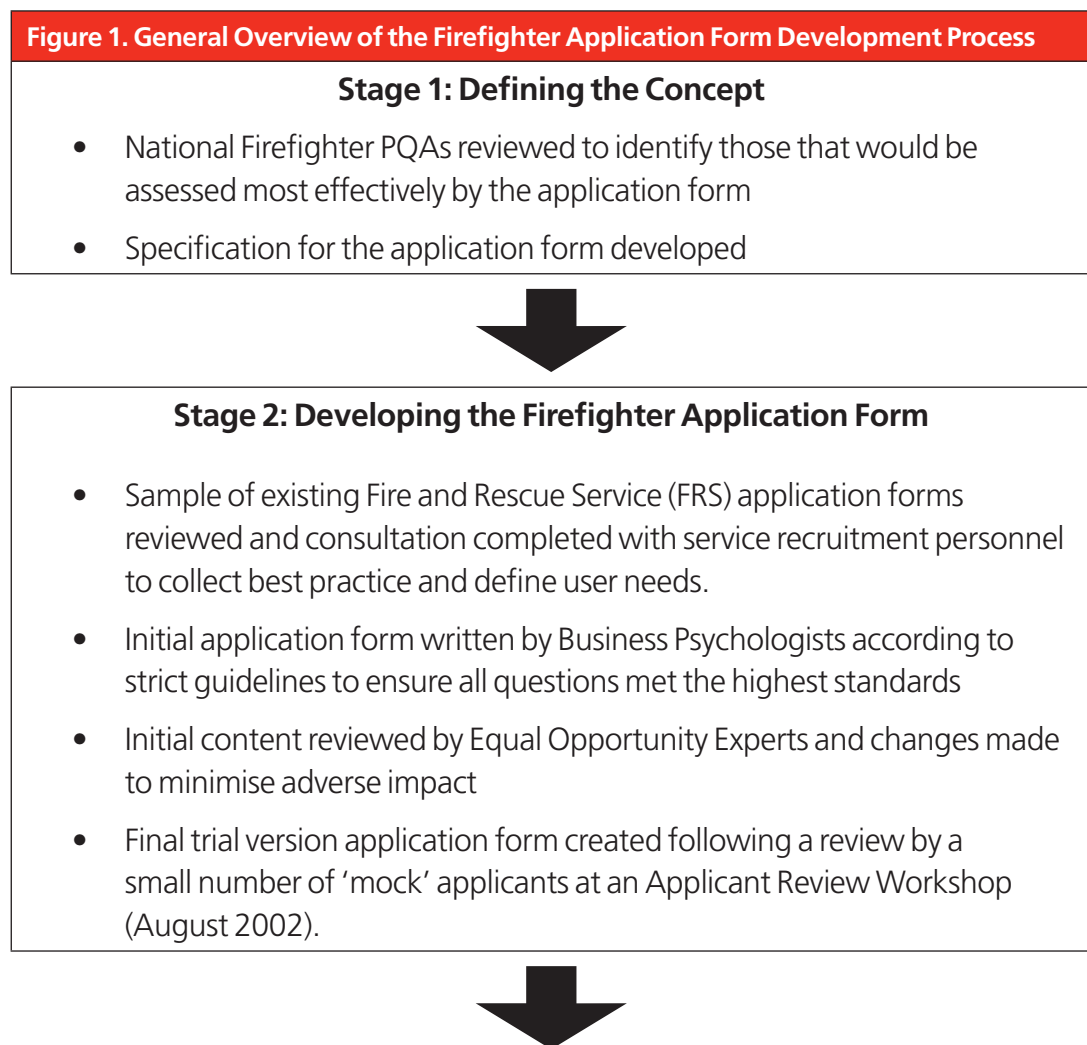 Figure 1. General Overview of the Firefighter Application Form Development Process
Stage 1: Defining the Concept
• National Firefighter PQAs reviewed to identify those that would be
assessed most effectively by the application form
• Specification for the application form developed
Stage 2: Developing the Firefighter Application Form
• Sample of existing Fire and Rescue Service (FRS) application forms
reviewed and consultation completed with service recruitment personnel
to collect best practice and define user needs.
• Initial application form written by Business Psychologists according to
strict guidelines to ensure all questions met the highest standards
• Initial content reviewed by Equal Opportunity Experts and changes made
to minimise adverse impact
• Final trial version application form created following a review by a
small number of ‘mock’ applicants at an Applicant Review Workshop
(August 2002).